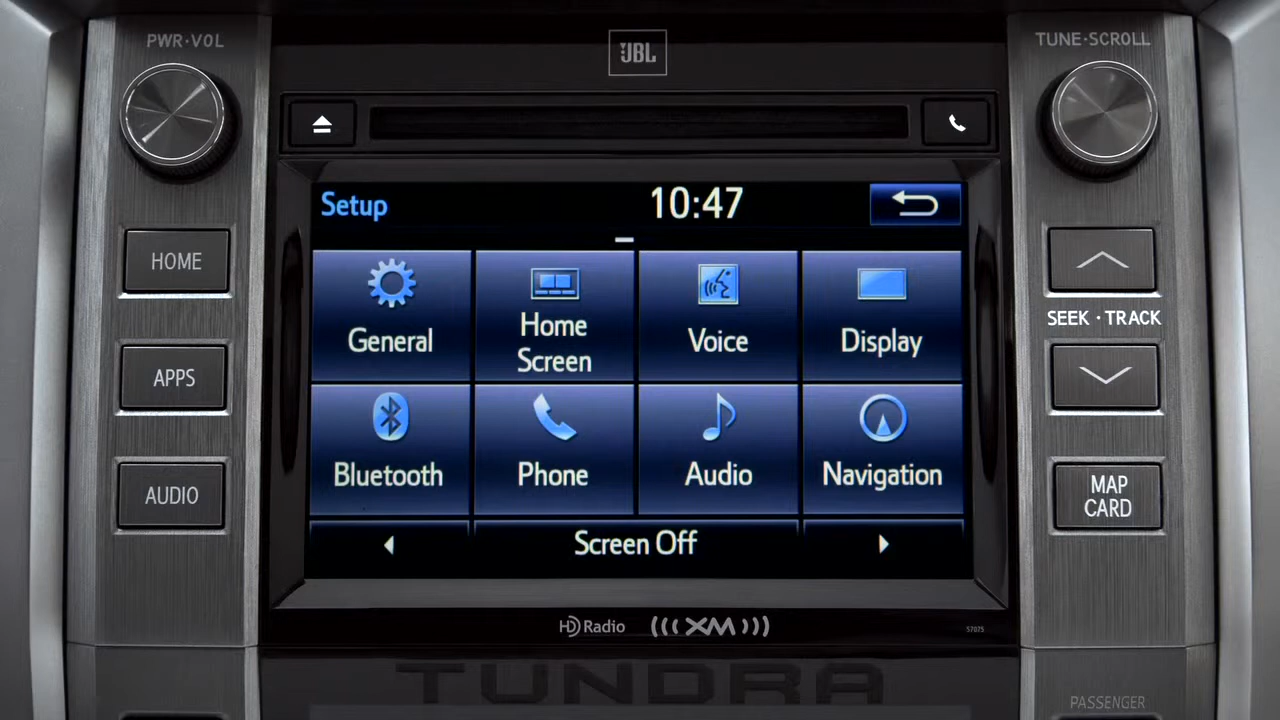 PWR·VOL
JBL
TUNE·SCROLL
Setup
10:47
HOME
General
Home
Screen
Voice
Display
SEEK · TRACK
APPS
Bluetooth
Phone
Audio
Navigation
AUDIO
MAP
CARD
Screen Off
HD Radio
((( XM )))
57075
TUNDRA
PASSENGER